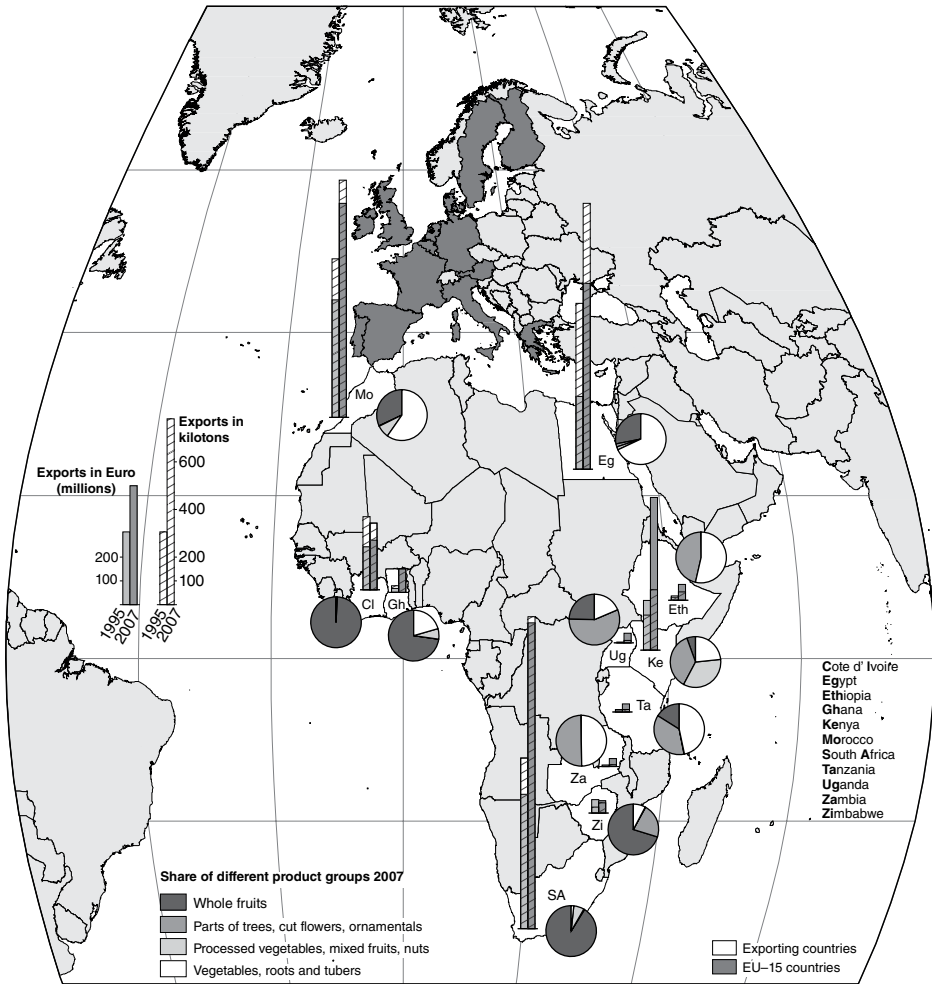 Mo
Eg
Exports in
kilotons
600
400
200
100
Exports in Euro
(millions)
200
100
1995
2007
1995
2007
CI
Gh
Eth
Ug
Ke
Ta
Za
Zi
SA
Cote d' Ivoire
Egypt
Ethiopia
Ghana
Kenya
Morocco
South Africa
Tanzania
Uganda
Zambia
Zimbabwe
Share of different product groups 2007
Whole fruits
Parts of trees, cut flowers, ornamentals
Processed vegetables, mixed fruits, nuts
Vegetables, roots and tubers
Exporting countries
EU–15 countries